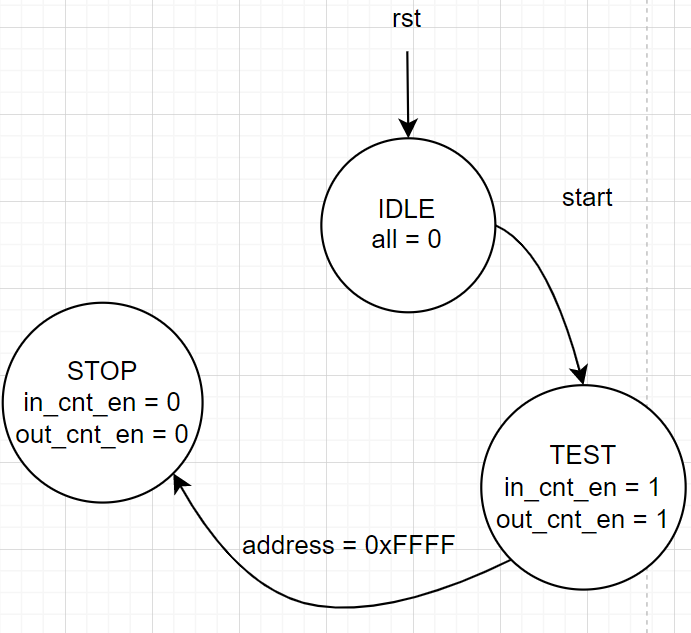 rst
IDLE
all = 0
start
STOP
in_cnt_en = 0
out_cnt_en = 0
TEST
in_cnt_en = 1
out_cnt_en = 1
address = 0xFFFF